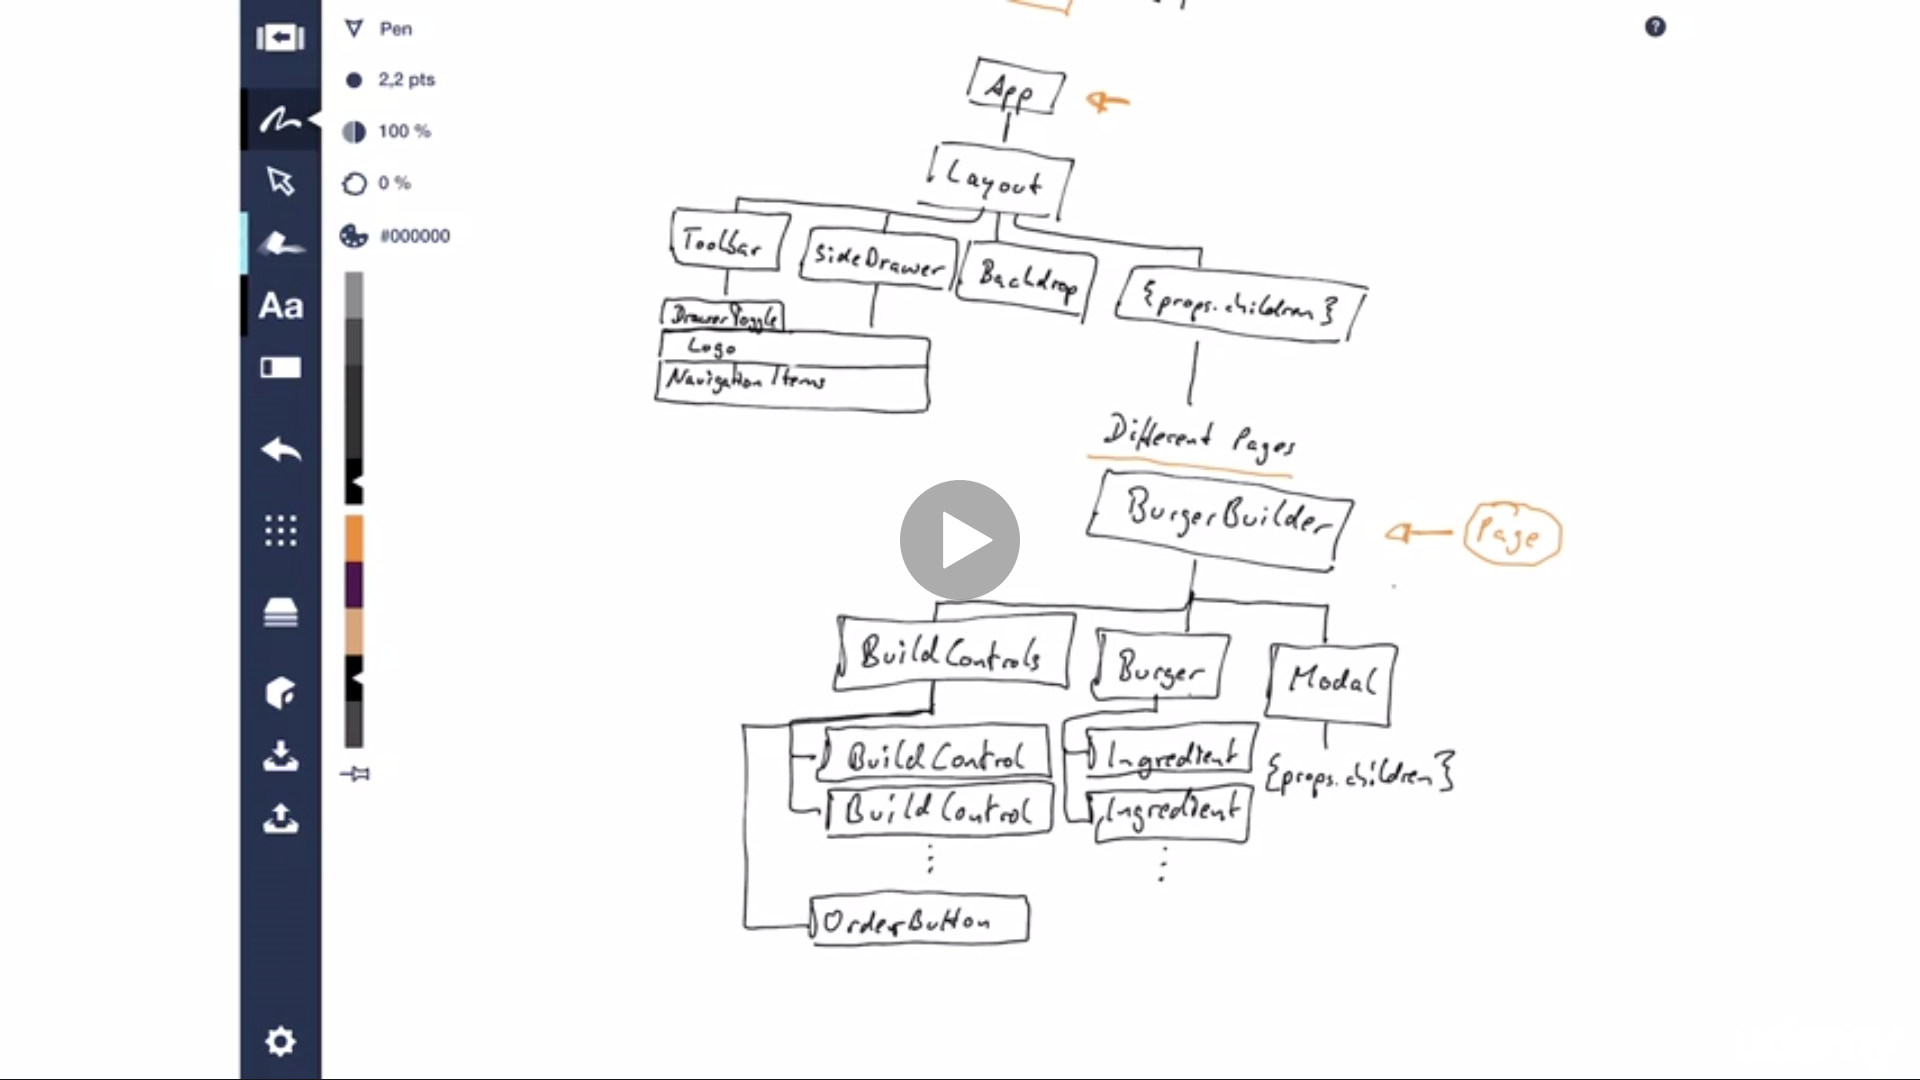 Pen
2,2 pts
100 %
0 %
#000000
Aa
?
App
Layout
Toolbar
SideDrawer
Backdrop
{props.children}
DrawerToggle
Logo
Navigation Items
Different Pages
BurgerBuilder
Page
BuildControls
Burger
Modal
BuildControl
Ingredient
{props.children}
BuildControl
Ingredient
OrderButton